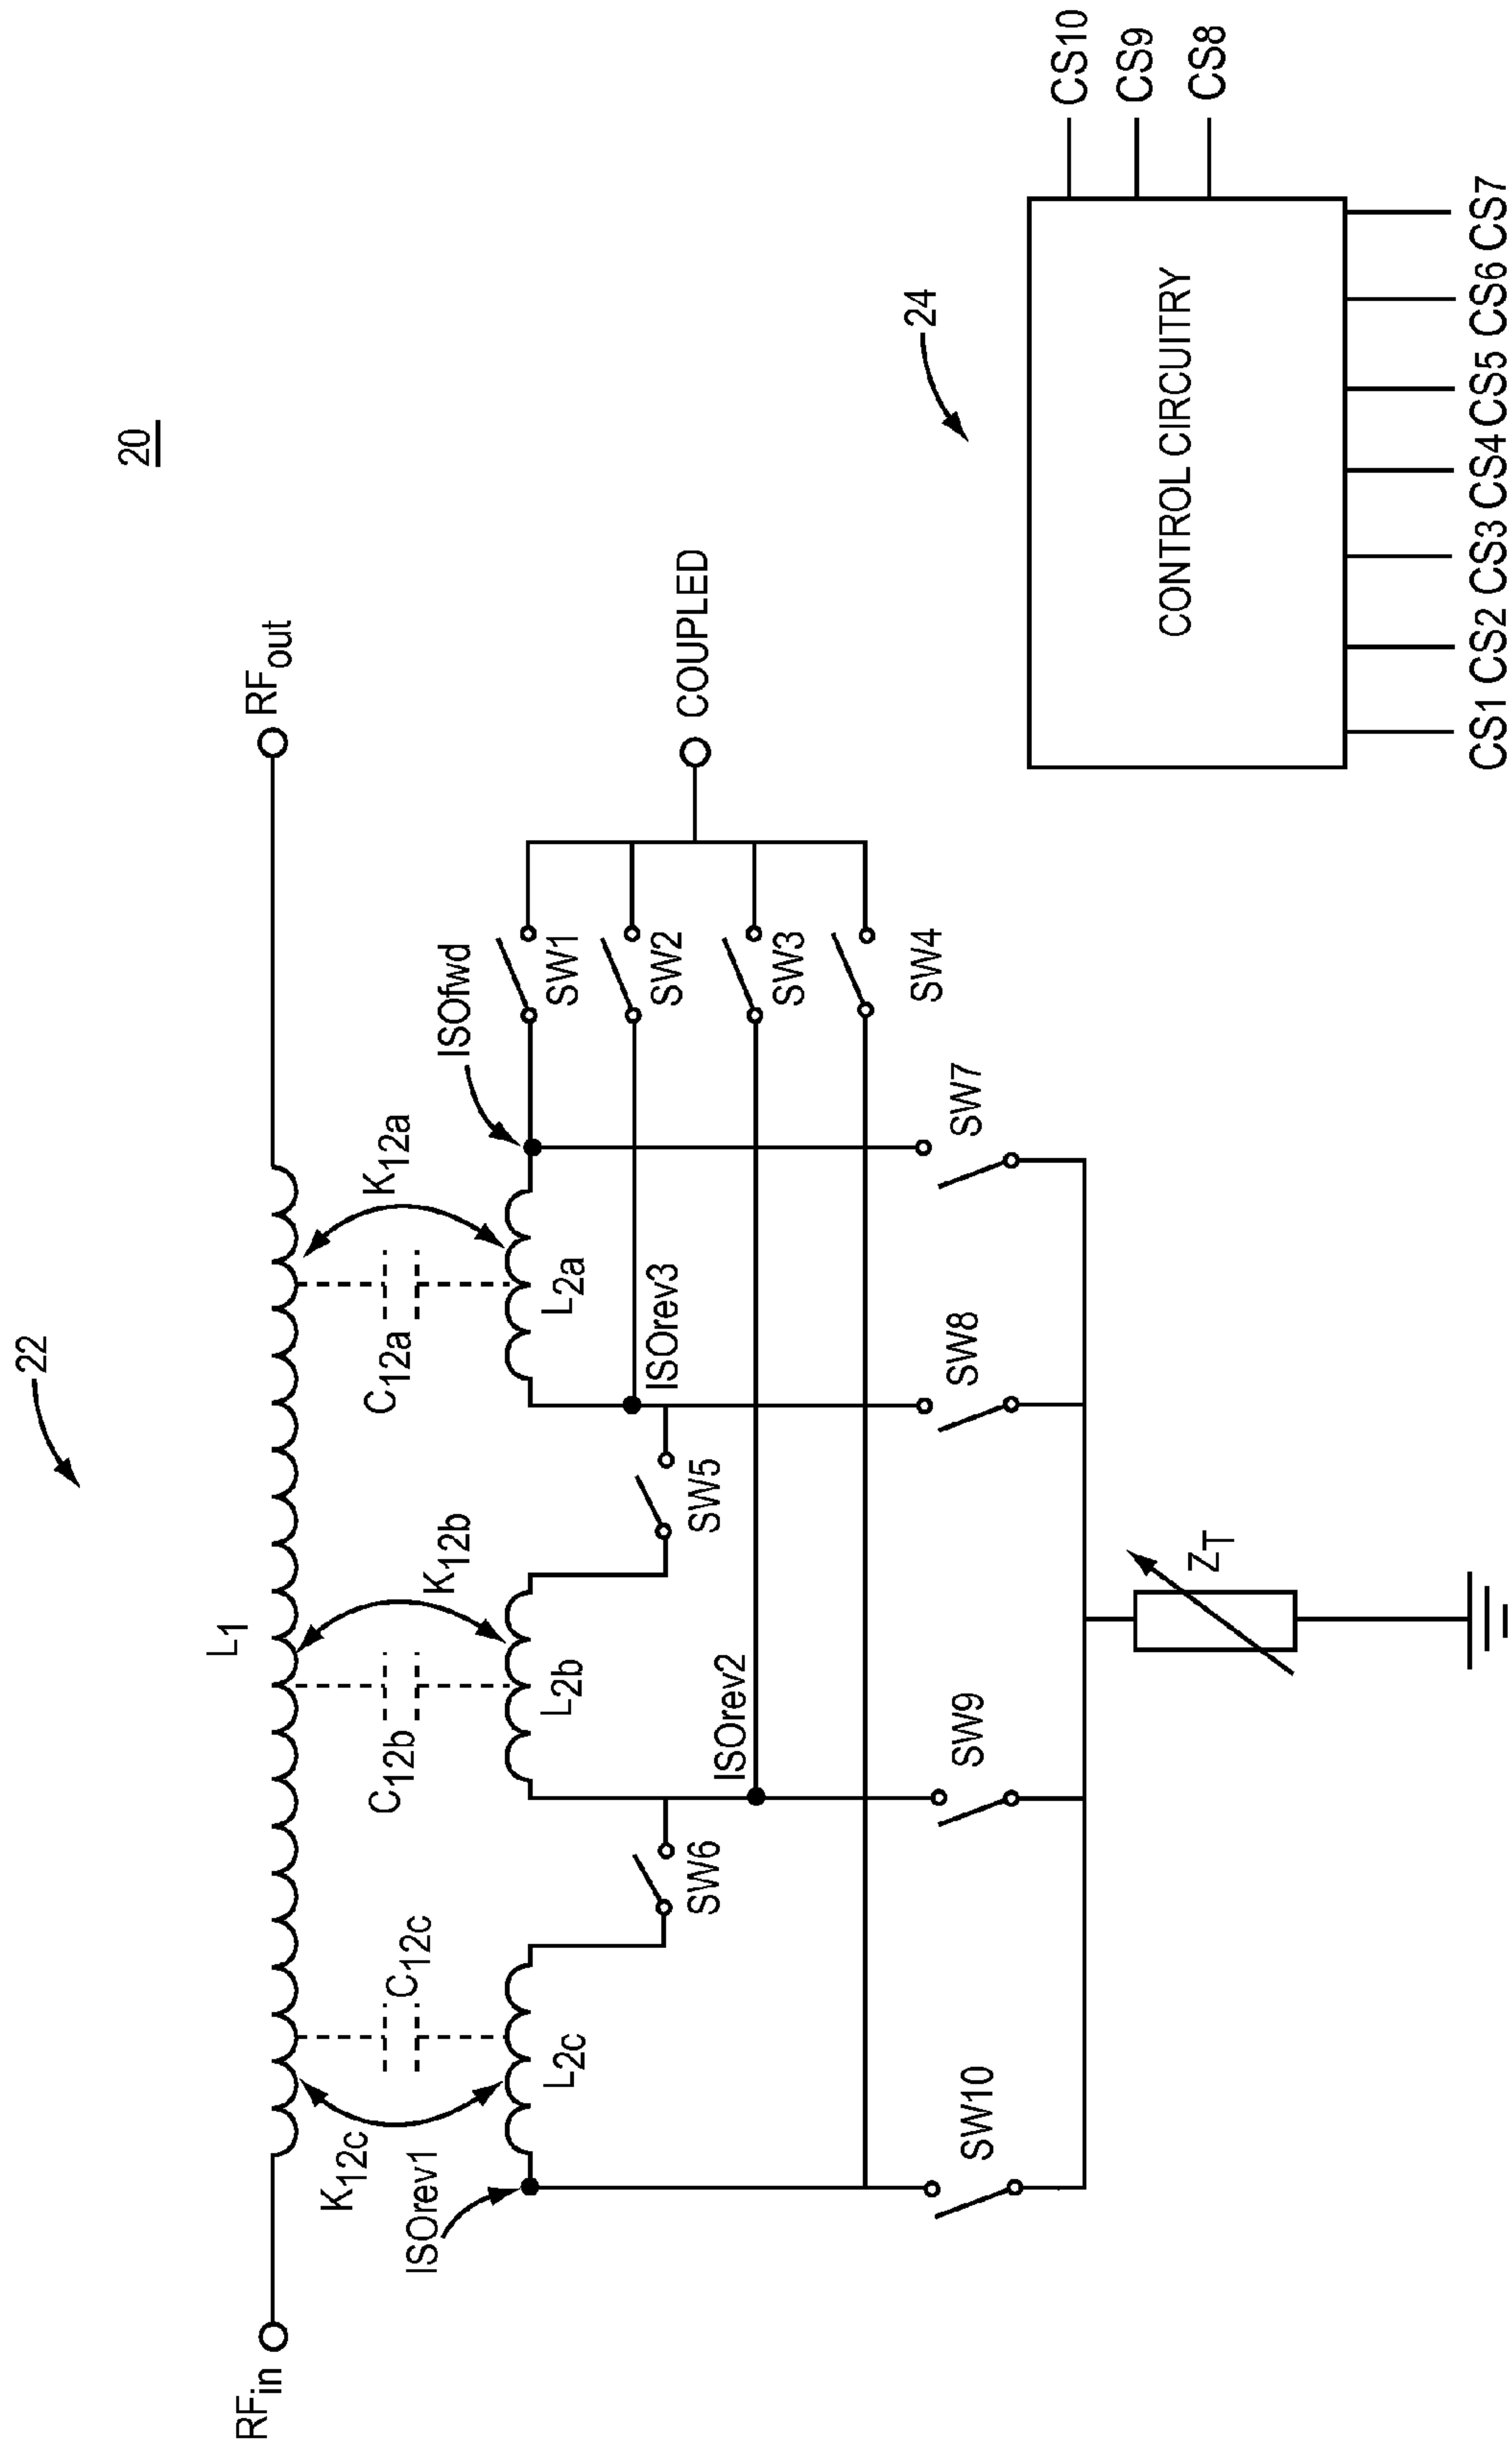 20
22
RFin
L1
RFout
K12c
C12c
C12b
K12b
C12a
K12a
ISOrev1
L2c
L2b
L2a
ISOfwd
SW1
COUPLED
SW6
SW5
ISOrev3
SW2
ISOrev2
SW3
SW4
SW10
SW9
SW8
SW7
ZT
24
CONTROL CIRCUITRY
CS10
CS9
CS8
CS1 CS2 CS3 CS4 CS5 CS6 CS7